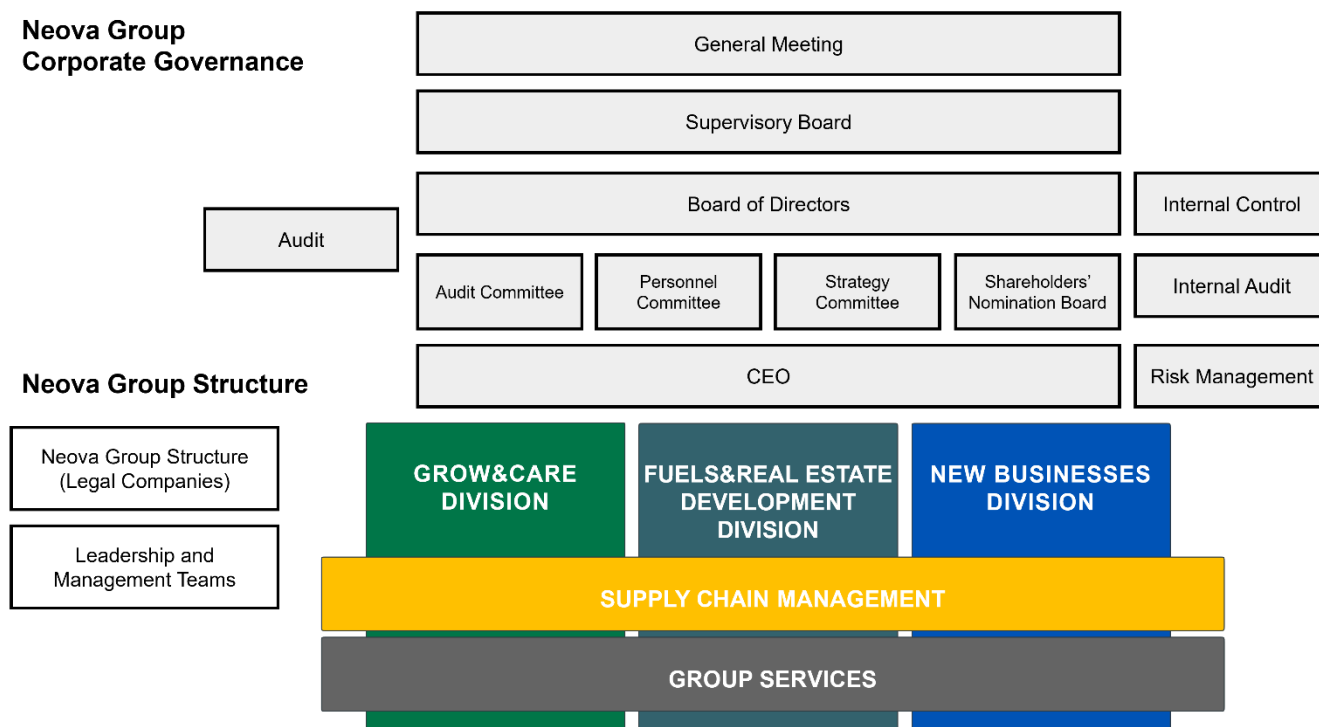 Neova Group
Corporate Governance
General Meeting
Supervisory Board
Board of Directors
Internal Control
Audit
Audit Committee
Personnel
Committee
Strategy
Committee
Shareholders’
Nomination Board
Internal Audit
Neova Group Structure
CEO
Risk Management
Neova Group Structure
(Legal Companies)
Leadership and
Management Teams
GROW&CARE
DIVISION
FUELS&REAL ESTATE
DEVELOPMENT
DIVISION
NEW BUSINESSES
DIVISION
SUPPLY CHAIN MANAGEMENT
GROUP SERVICES